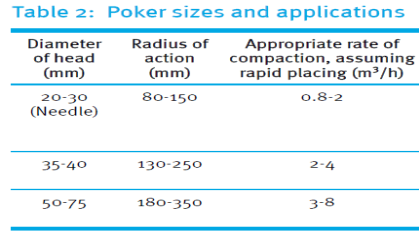 Table 2: Poker sizes and applications
Diameter of head (mm) Radius of action (mm) Appropriate rate of compaction, assuming rapid placing (m³/h)
20-30 (Needle) 80-150 0.8-2
35-40 130-250 2-4
50-75 180-350 3-8